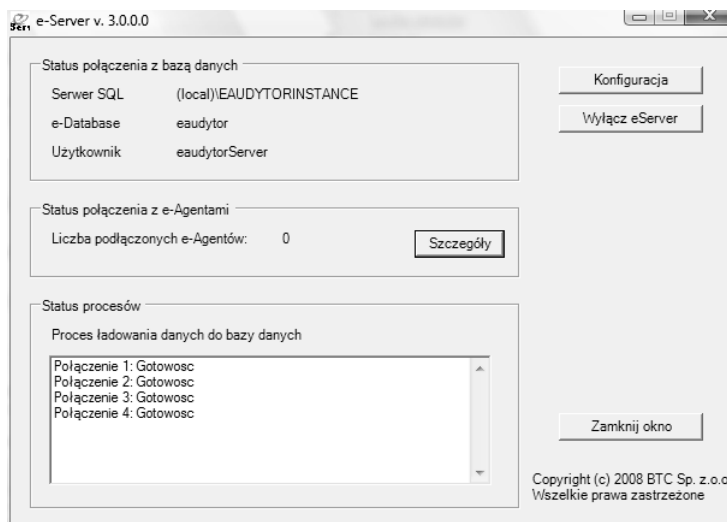 e-Server v. 3.0.0.0
Status połączenia z bazą danych
Serwer SQL (local)\EAUDYTORINSTANCE
e-Database eaudytor
Użytkownik eaudytorServer
Konfiguracja
Wyłącz eServer
Status połączenia z e-Agentami
Liczba podłączonych e-Agentów: 0
Szczegóły
Status procesów
Proces ładowania danych do bazy danych
Połączenie 1: Gotowosc
Połączenie 2: Gotowosc
Połączenie 3: Gotowosc
Połączenie 4: Gotowosc
Zamknij okno
Copyright (c) 2008 BTC Sp. z.o.o
Wszelkie prawa zastrzeżone